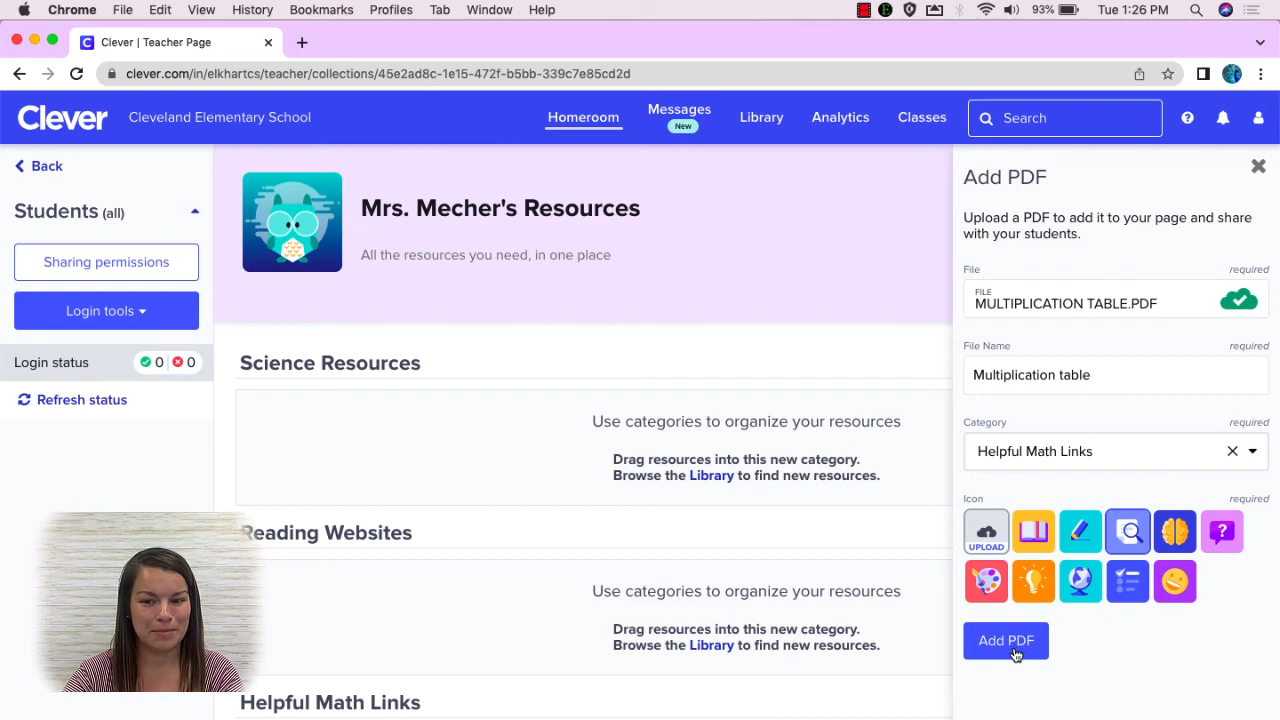 Chrome File Edit View History Bookmarks Profiles Tab Window Help 93% Tue 1:26 PM
Clever | Teacher Page
clever.com/in/elkhartcs/teacher/collections/45e2ad8c-1e15-472f-b5bb-339c7e85cd2d
Clever Cleveland Elementary School Homeroom Messages New Library Analytics Classes Search
Back
Students (all)
Sharing permissions
Login tools
Login status 0 0
Refresh status
Mrs. Mecher's Resources
All the resources you need, in one place
Science Resources
Use categories to organize your resources
Drag resources into this new category.
Browse the Library to find new resources.
Reading Websites
Use categories to organize your resources
Drag resources into this new category.
Browse the Library to find new resources.
Helpful Math Links
Add PDF
Upload a PDF to add it to your page and share
with your students.
File required
FILE
MULTIPLICATION TABLE.PDF
File Name required
Multiplication table
Category required
Helpful Math Links
Icon required
UPLOAD
Add PDF